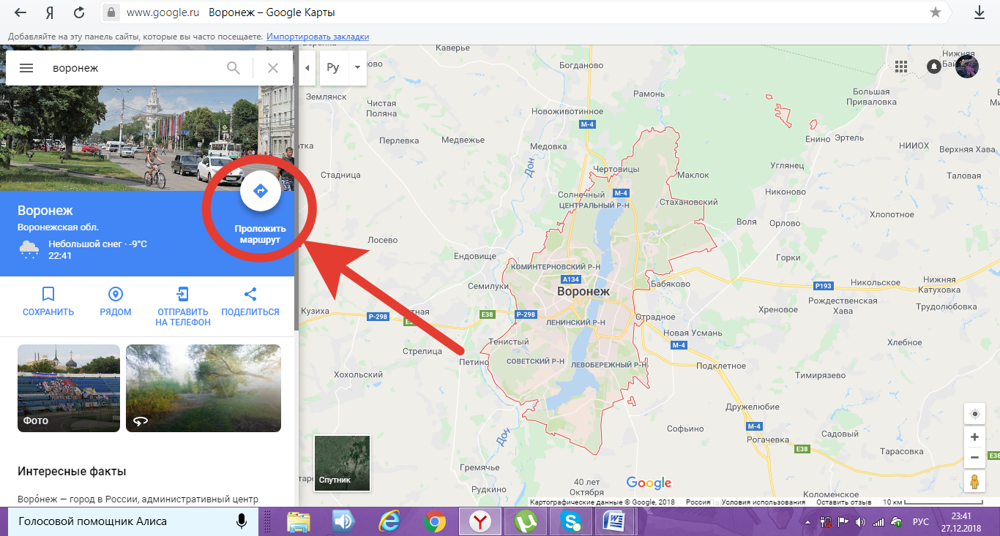 Я
www.google.ru Воронеж – Google Карты
Добавляйте на эту панель сайты, которые вы часто посещаете. Импортировать закладки
воронеж
Ру
Воронеж
Воронежская обл.
Небольшой снег · -9°C
22:41
Проложить
маршрут
СОХРАНИТЬ
РЯДОМ
ОТПРАВИТЬ
НА ТЕЛЕФОН
ПОДЕЛИТЬСЯ
Фото
Интересные факты
Воро́неж — город в России, административный центр
Каверье
Богданово
Землянск
Чистая
Поляна
Рамонь
Новоживотинное
М-4
Большая
Приваловка
Нижняя
Перлевка
Медвежье
Медовка
Дон
Енино
Эртель
НИИОХ
Верхняя Хава
Стадница
Чертовицы
Маклок
Углянец
Таловая
Солнечный
М-4
ЦЕНТРАЛЬНЫЙ Р-Н
Стахановский
Никоново
Хлопотное
Воля
Орлово
Лосево
Ендовище
Горки
КОМИНТЕРНОВСКИЙ Р-Н
А134
Семилуки
Воронеж
Бабяково
Р193
Никольское
Нижняя
Катуховка
Рождественская
Хава
Трудолюбовка
Кузиха
Р-298
Е38
Р-298
Хреновое
ЛЕНИНСКИЙ Р-Н
Отрадное
Новая Усмань
М-4
Хлебное
Тенистый
Стрелица
Петино
СОВЕТСКИЙ Р-Н
ЛЕВОБЕРЕЖНЫЙ Р-Н
Подклетное
Хохольский
Тимирязево
Дружелюбие
М-4
Софьино
Садовый
Рогачевка
Е38
Тарасовка
Е38
Дон
Гремячье
Рудкино
40 лет
Октября
Коломенское
Спутник
Google
Картографические данные © Google, 2018 Россия Условия использования Оставить отзыв 10 км
Голосовой помощник Алиса
РУС
23:41
27.12.2018